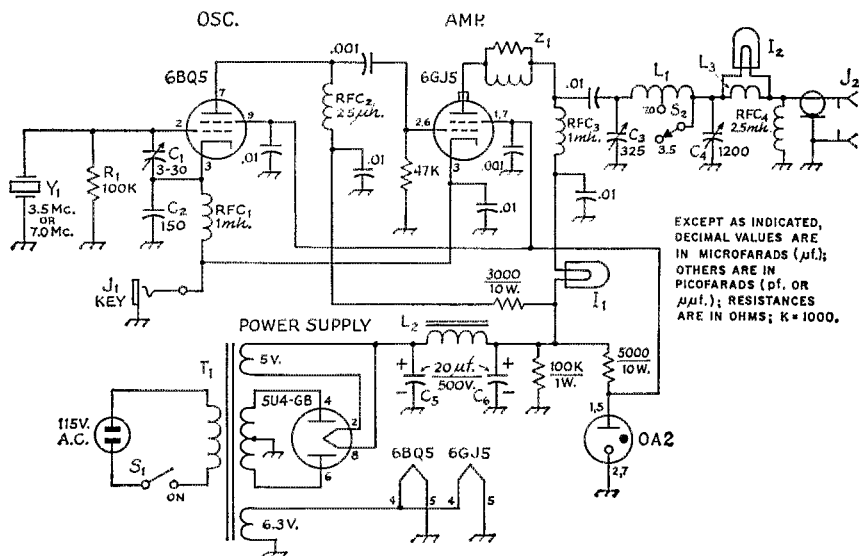 OSC.
AMP.
6BQ5
.001
6GJ5
Z1
.01
L1
L3
I2
J2
7
2
9
3
RFC2
2.5µh.
.01
.01
2,6
1,7
3
47K
.001
.01
RFC3
1mh.
.01
7.0
S2
3.5
C3
325
C4
1200
RFC4
2.5mh.
Y1
3.5 Mc.
OR
7.0 Mc.
R1
100K
C1
3-30
C2
150
RFC1
1mh.
J1
KEY
EXCEPT AS INDICATED,
DECIMAL VALUES ARE
IN MICROFARADS (µf.);
OTHERS ARE IN
PICOFARADS (pf. OR
µµf.); RESISTANCES
ARE IN OHMS; K=1000.
3000
10W.
I1
POWER SUPPLY
L2
T1
5V.
5U4-GB
4
2
8
6
+
20µf.
500V.
+
-
C5
C6
-
100K
1W.
5000
10W.
1,5
OA2
2,7
115V.
A.C.
S1
ON
6.3V.
6BQ5
6GJ5
4
5
4
5